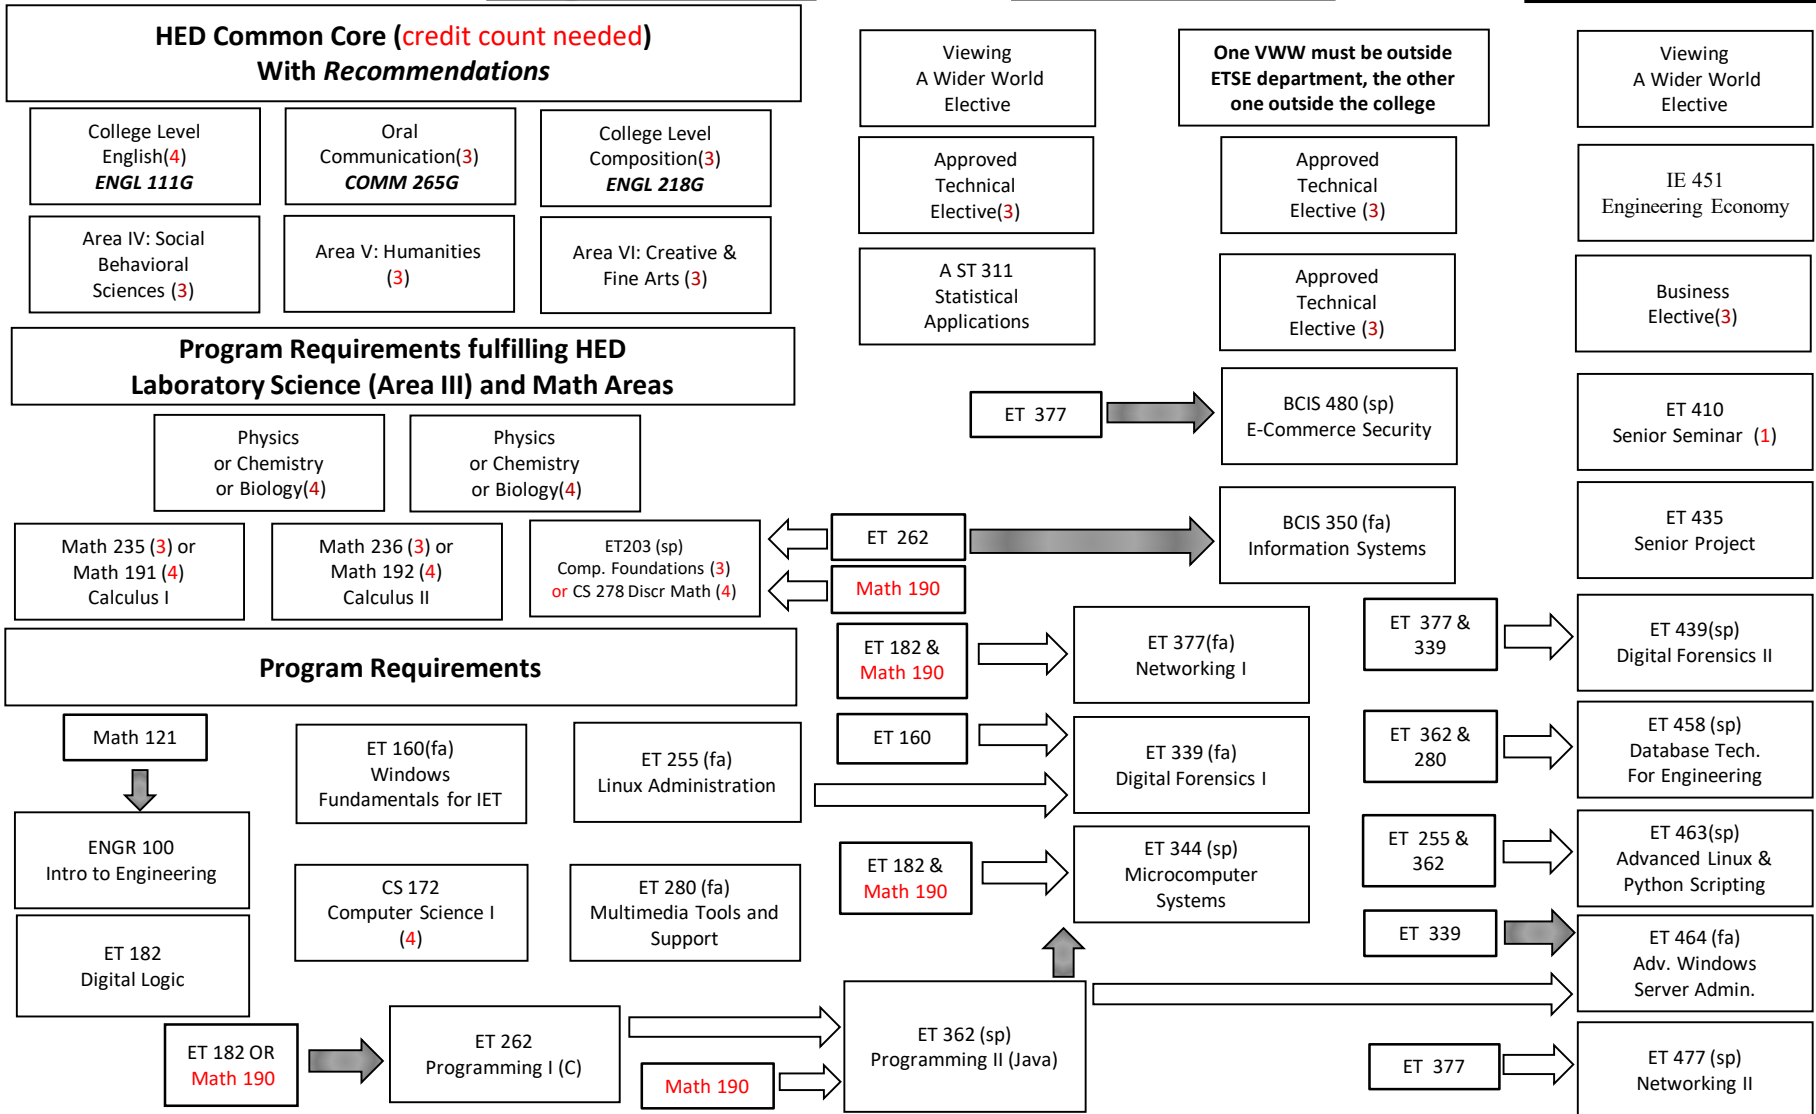 HED Common Core (credit count needed)
With Recommendations
College Level
English(4)
ENGL 111G
Oral
Communication(3)
COMM 265G
College Level
Composition(3)
ENGL 218G
Area IV: Social
Behavioral
Sciences (3)
Area V: Humanities
(3)
Area VI: Creative &
Fine Arts (3)
Program Requirements fulfilling HED
Laboratory Science (Area III) and Math Areas
Physics
or Chemistry
or Biology(4)
Physics
or Chemistry
or Biology(4)
Math 235 (3) or
Math 191 (4)
Calculus I
Math 236 (3) or
Math 192 (4)
Calculus II
ET203 (sp)
Comp. Foundations (3)
or CS 278 Discr Math (4)
ET 262
Math 190
Program Requirements
Math 121
ENGR 100
Intro to Engineering
ET 182
Digital Logic
ET 160(fa)
Windows
Fundamentals for IET
ET 255 (fa)
Linux Administration
CS 172
Computer Science I
(4)
ET 280 (fa)
Multimedia Tools and
Support
ET 182 OR
Math 190
ET 262
Programming I (C)
Math 190
ET 362 (sp)
Programming II (Java)
Viewing
A Wider World
Elective
One VWW must be outside
ETSE department, the other
one outside the college
Viewing
A Wider World
Elective
Approved
Technical
Elective(3)
Approved
Technical
Elective (3)
IE 451
Engineering Economy
A ST 311
Statistical
Applications
Approved
Technical
Elective (3)
Business
Elective(3)
ET 377
BCIS 480 (sp)
E-Commerce Security
ET 410
Senior Seminar (1)
BCIS 350 (fa)
Information Systems
ET 435
Senior Project
ET 182 &
Math 190
ET 377(fa)
Networking I
ET 377 &
339
ET 439(sp)
Digital Forensics II
ET 160
ET 339 (fa)
Digital Forensics I
ET 362 &
280
ET 458 (sp)
Database Tech.
For Engineering
ET 182 &
Math 190
ET 344 (sp)
Microcomputer
Systems
ET 255 &
362
ET 463(sp)
Advanced Linux &
Python Scripting
ET 339
ET 464 (fa)
Adv. Windows
Server Admin.
ET 377
ET 477 (sp)
Networking II